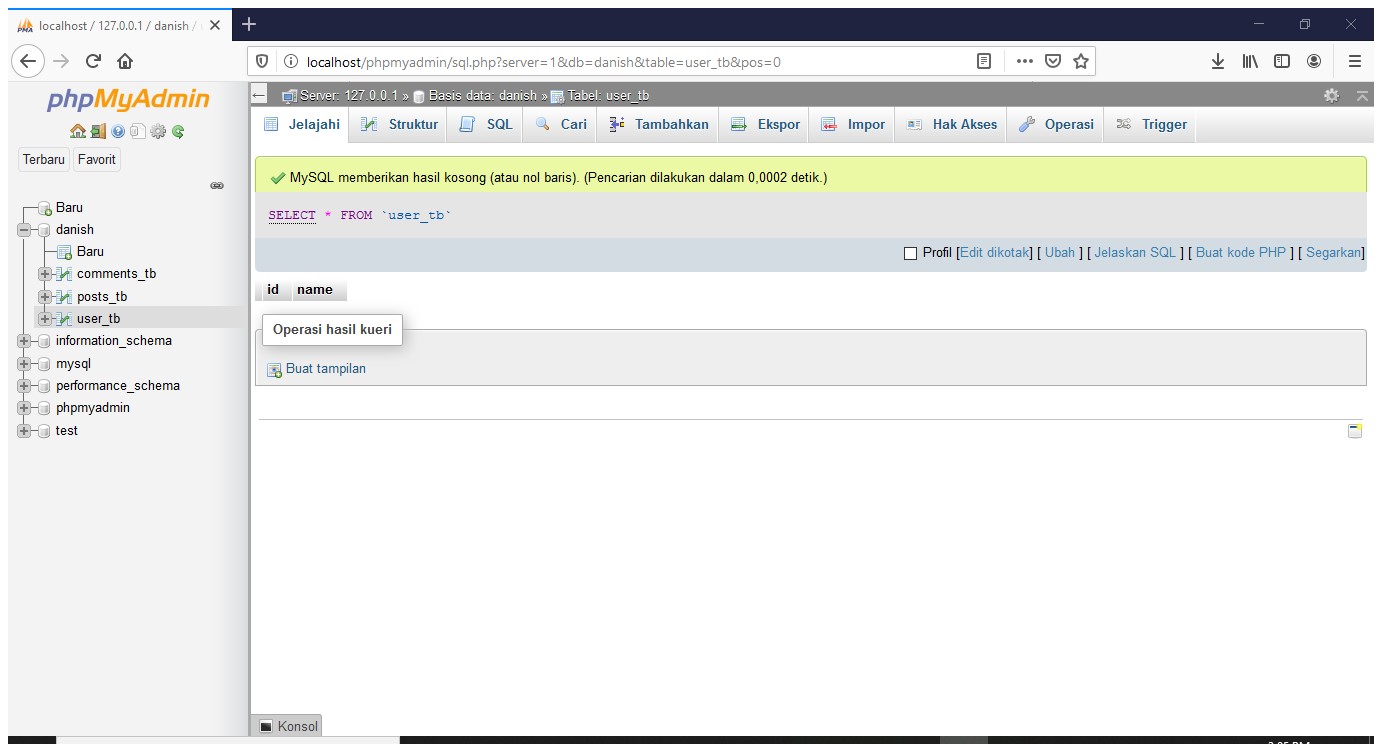 localhost / 127.0.0.1 / danish /
localhost/phpmyadmin/sql.php?server=1&db=danish&table=user_tb&pos=0
phpMyAdmin
Terbaru Favorit
Baru
danish
Baru
comments_tb
posts_tb
user_tb
information_schema
mysql
performance_schema
phpmyadmin
test
Server: 127.0.0.1 » Basis data: danish » Tabel: user_tb
Jelajahi Struktur SQL Cari Tambahkan Ekspor Impor Hak Akses Operasi Trigger
MySQL memberikan hasil kosong (atau nol baris). (Pencarian dilakukan dalam 0,0002 detik.)
SELECT * FROM `user_tb`
Profil [Edit dikotak] [ Ubah ] [ Jelaskan SQL ] [ Buat kode PHP ] [ Segarkan]
id name
Operasi hasil kueri
Buat tampilan
Konsol